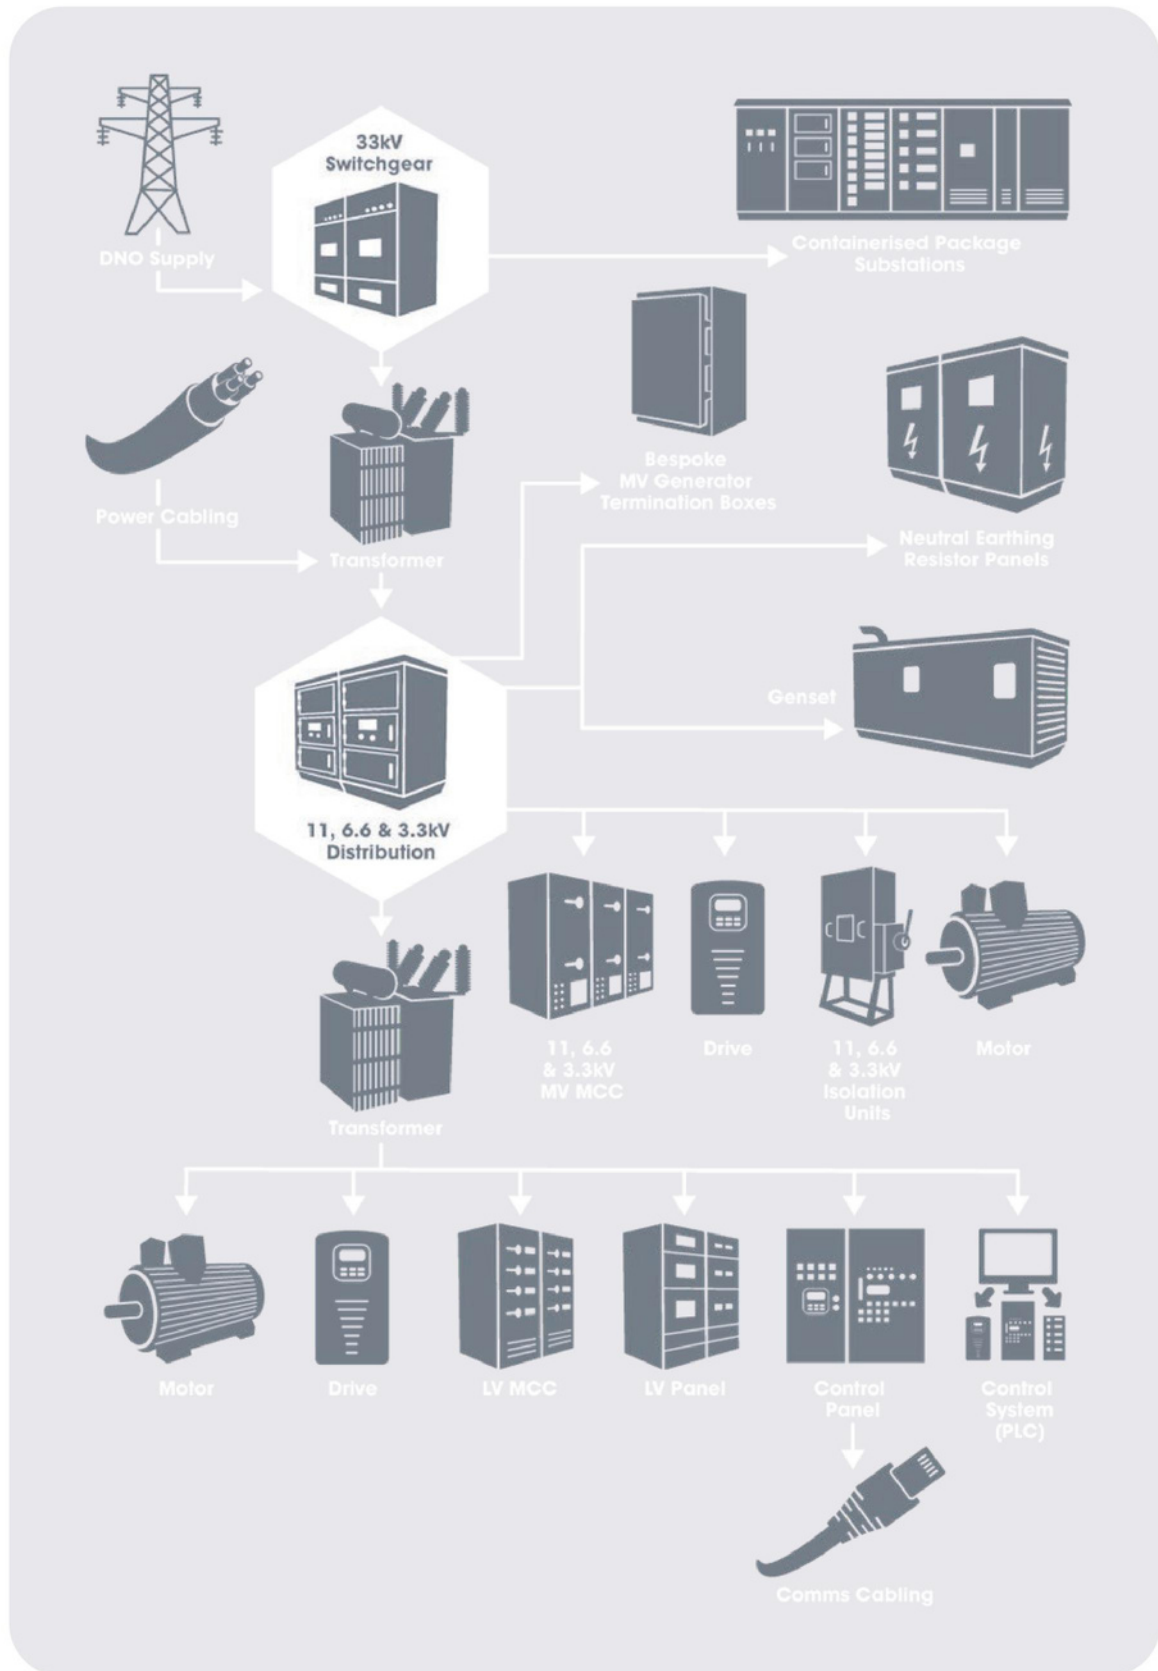 33kV
Switchgear
DNO Supply
Containerised Package
Substations
Bespoke
MV Generator
Termination Boxes
Power Cabling
Transformer
Neutral Earthing
Resistor Panels
Genset
11, 6.6 & 3.3kV
Distribution
11, 6.6
& 3.3kV
MV MCC
Drive
11, 6.6
& 3.3kV
Isolation
Units
Motor
Transformer
Motor
Drive
LV MCC
LV Panel
Control
Panel
Control
System
(PLC)
Comms Cabling